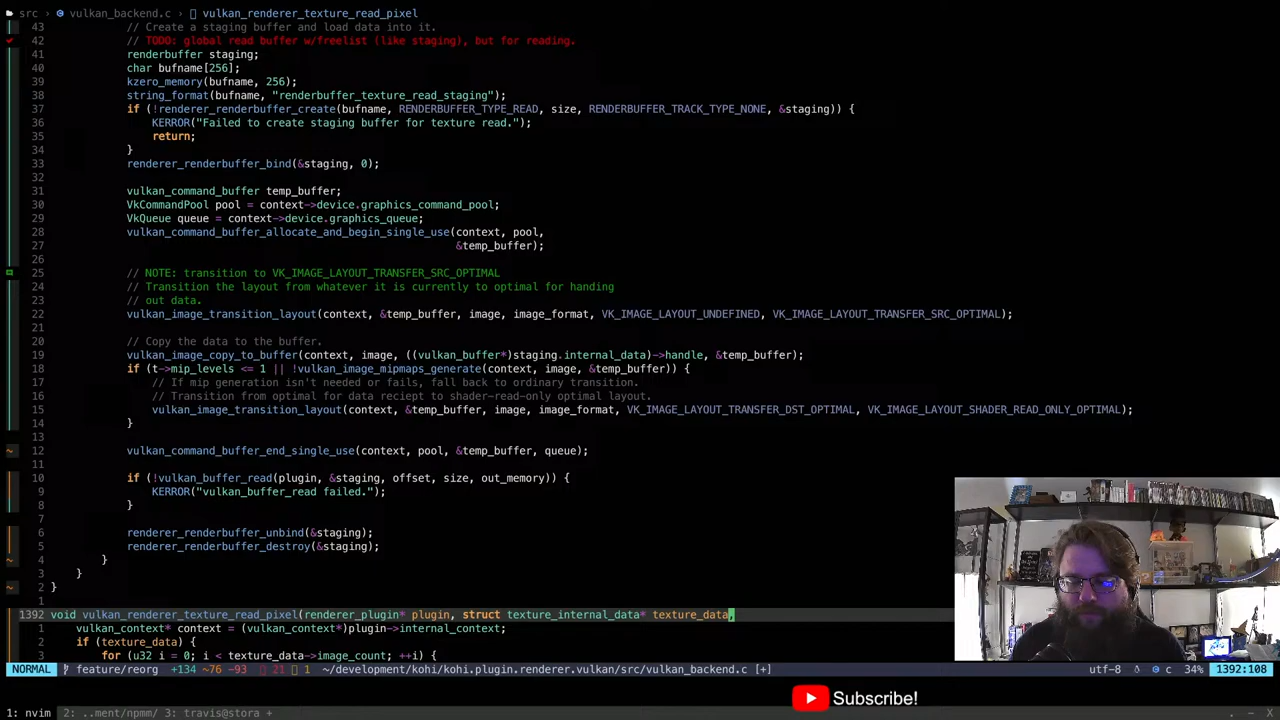 src > vulkan_backend.c > vulkan_renderer_texture_read_pixel
43 // Create a staging buffer and load data into it.
42 // TODO: global read buffer w/freelist (like staging), but for reading.
41 renderbuffer staging;
40 char bufname[256];
39 kzero_memory(bufname, 256);
38 string_format(bufname, "renderbuffer_texture_read_staging");
37 if (!renderer_renderbuffer_create(bufname, RENDERBUFFER_TYPE_READ, size, RENDERBUFFER_TRACK_TYPE_NONE, &staging)) {
36 KERROR("Failed to create staging buffer for texture read.");
35 return;
34 }
33 renderer_renderbuffer_bind(&staging, 0);
32
31 vulkan_command_buffer temp_buffer;
30 VkCommandPool pool = context->device.graphics_command_pool;
29 VkQueue queue = context->device.graphics_queue;
28 vulkan_command_buffer_allocate_and_begin_single_use(context, pool,
27 &temp_buffer);
26
25 // NOTE: transition to VK_IMAGE_LAYOUT_TRANSFER_SRC_OPTIMAL
24 // Transition the layout from whatever it is currently to optimal for handing
23 // out data.
22 vulkan_image_transition_layout(context, &temp_buffer, image, image_format, VK_IMAGE_LAYOUT_UNDEFINED, VK_IMAGE_LAYOUT_TRANSFER_SRC_OPTIMAL);
21
20 // Copy the data to the buffer.
19 vulkan_image_copy_to_buffer(context, image, ((vulkan_buffer*)staging.internal_data)->handle, &temp_buffer);
18 if (t->mip_levels <= 1 || !vulkan_image_mipmaps_generate(context, image, &temp_buffer)) {
17 // If mip generation isn't needed or fails, fall back to ordinary transition.
16 // Transition from optimal for data reciept to shader-read-only optimal layout.
15 vulkan_image_transition_layout(context, &temp_buffer, image, image_format, VK_IMAGE_LAYOUT_TRANSFER_DST_OPTIMAL, VK_IMAGE_LAYOUT_SHADER_READ_ONLY_OPTIMAL);
14 }
13
12 vulkan_command_buffer_end_single_use(context, pool, &temp_buffer, queue);
11
10 if (!vulkan_buffer_read(plugin, &staging, offset, size, out_memory)) {
9 KERROR("vulkan_buffer_read failed.");
8 }
7
6 renderer_renderbuffer_unbind(&staging);
5 renderer_renderbuffer_destroy(&staging);
4 }
3 }
2 }
1
1392 void vulkan_renderer_texture_read_pixel(renderer_plugin* plugin, struct texture_internal_data* texture_data,
1 vulkan_context* context = (vulkan_context*)plugin->internal_context;
2 if (texture_data) {
3 for (u32 i = 0; i < texture_data->image_count; ++i) {
NORMAL feature/reorg +134 ~76 -93 21 1 ~/development/kohi/kohi.plugin.renderer.vulkan/src/vulkan_backend.c [+] utf-8 c 34% 1392:108
Subscribe!
1: nvim 2: ..ment/npmm/ 3: travis@stora +